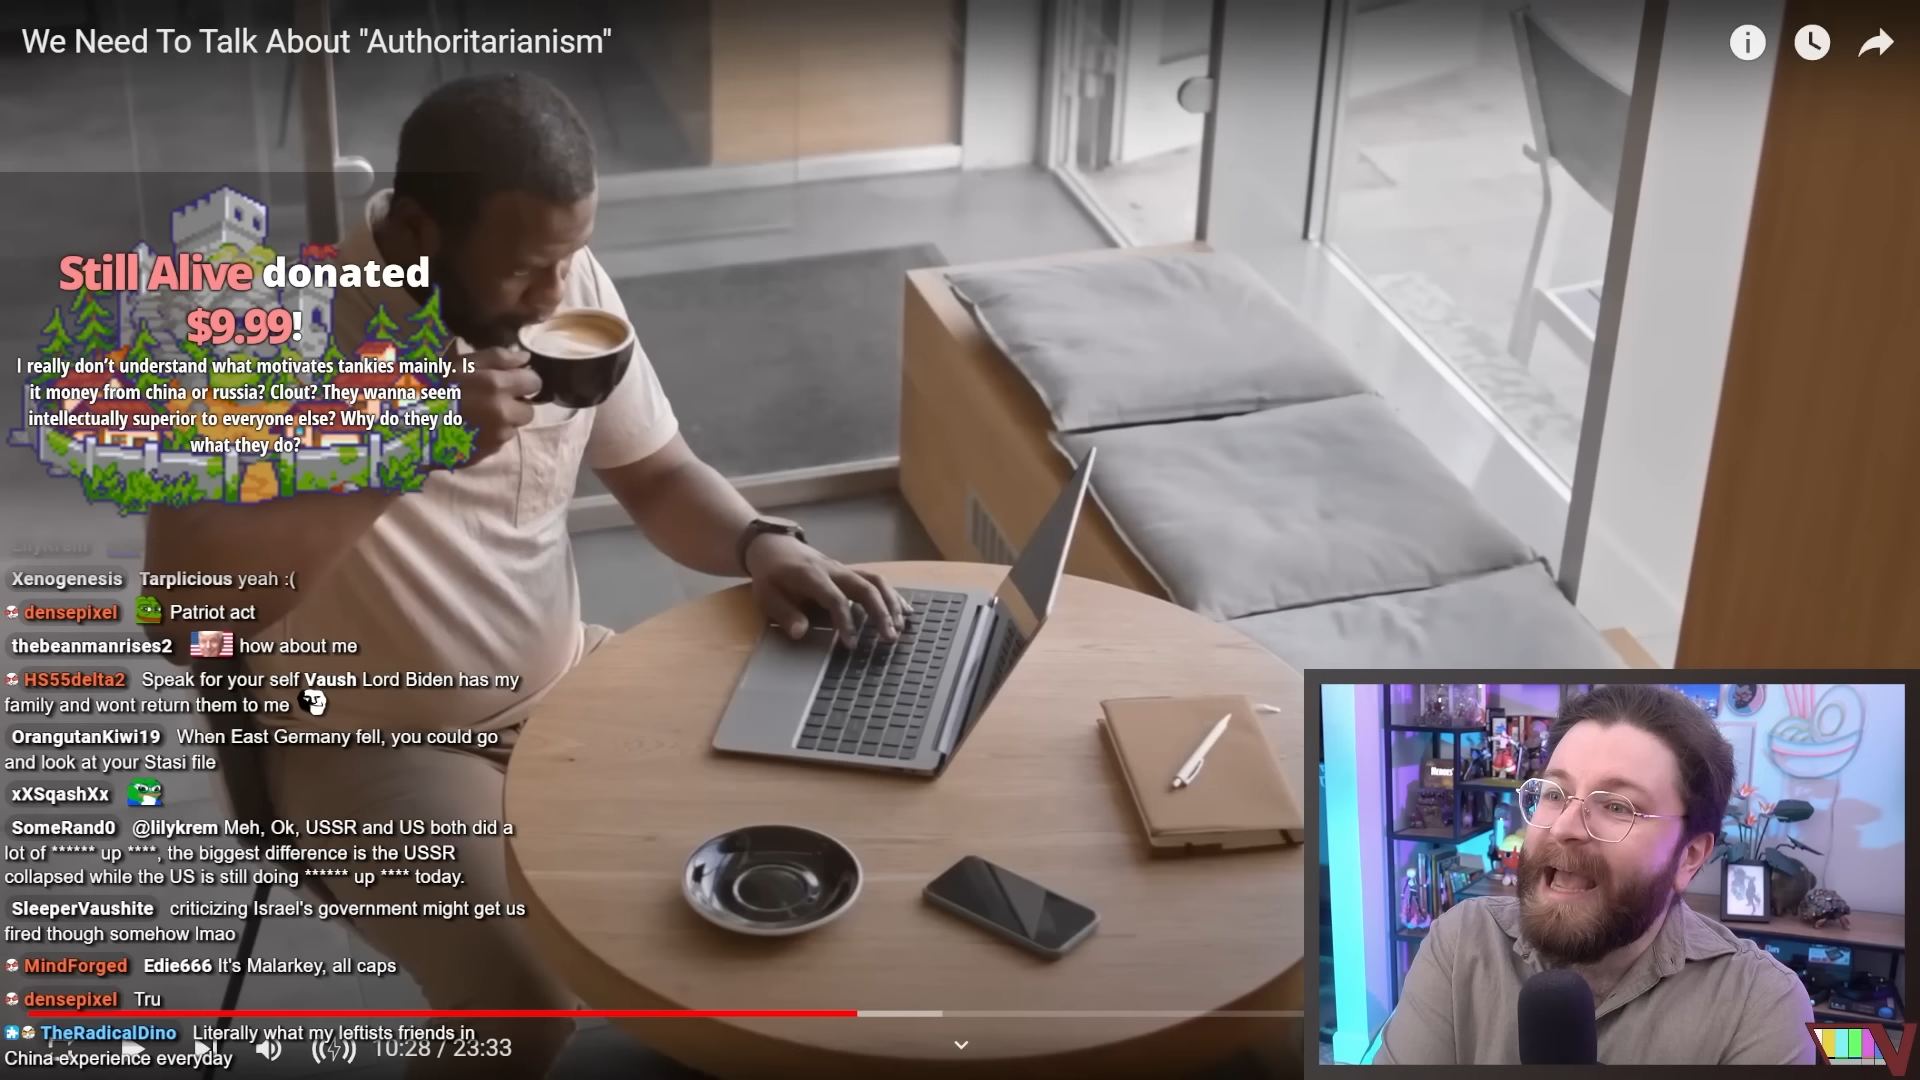 We Need To Talk About "Authoritarianism"
Still Alive donated
$9.99!
I really don't understand what motivates tankies mainly. Is
it money from china or russia? Clout? They wanna seem
intellectually superior to everyone else? Why do they do
what they do?
Xenogenesis Tarplicious yeah :(
densepixel Patriot act
thebeanmanrises2 how about me
HS55delta2 Speak for your self Vaush Lord Biden has my
family and wont return them to me
OrangutanKiwi19 When East Germany fell, you could go
and look at your Stasi file
xXSqashXx
SomeRand0 @lilykrem Meh, Ok, USSR and US both did a
lot of ****** up ****, the biggest difference is the USSR
collapsed while the US is still doing ****** up **** today.
SleeperVaushite criticizing Israel's government might get us
fired though somehow lmao
MindForged Edie666 It's Malarkey, all caps
densepixel Tru
TheRadicalDino Literally what my leftists friends in
China experience everyday
10:28 / 23:33